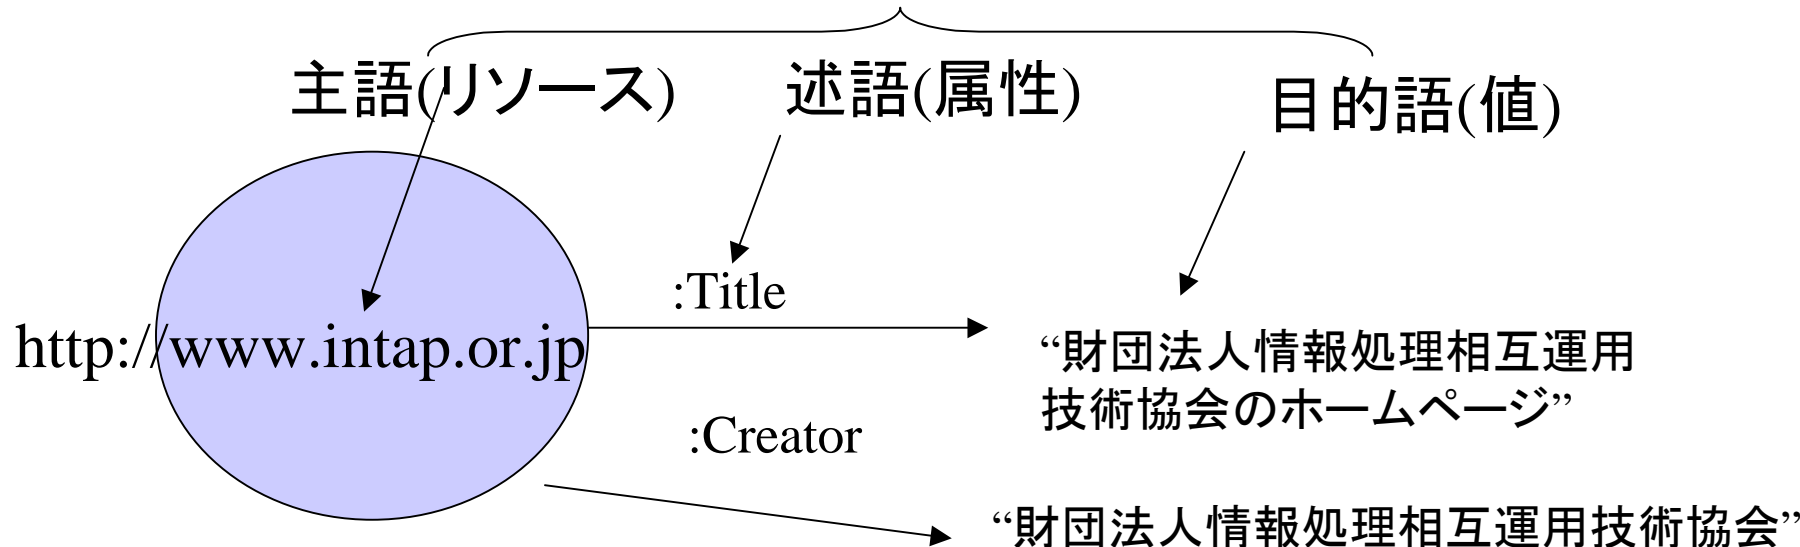 主語(リソース)
述語(属性)
目的語(値)
:Title
http://www.intap.or.jp
“財団法人情報処理相互運用
技術協会のホームページ”
:Creator
“財団法人情報処理相互運用技術協会”